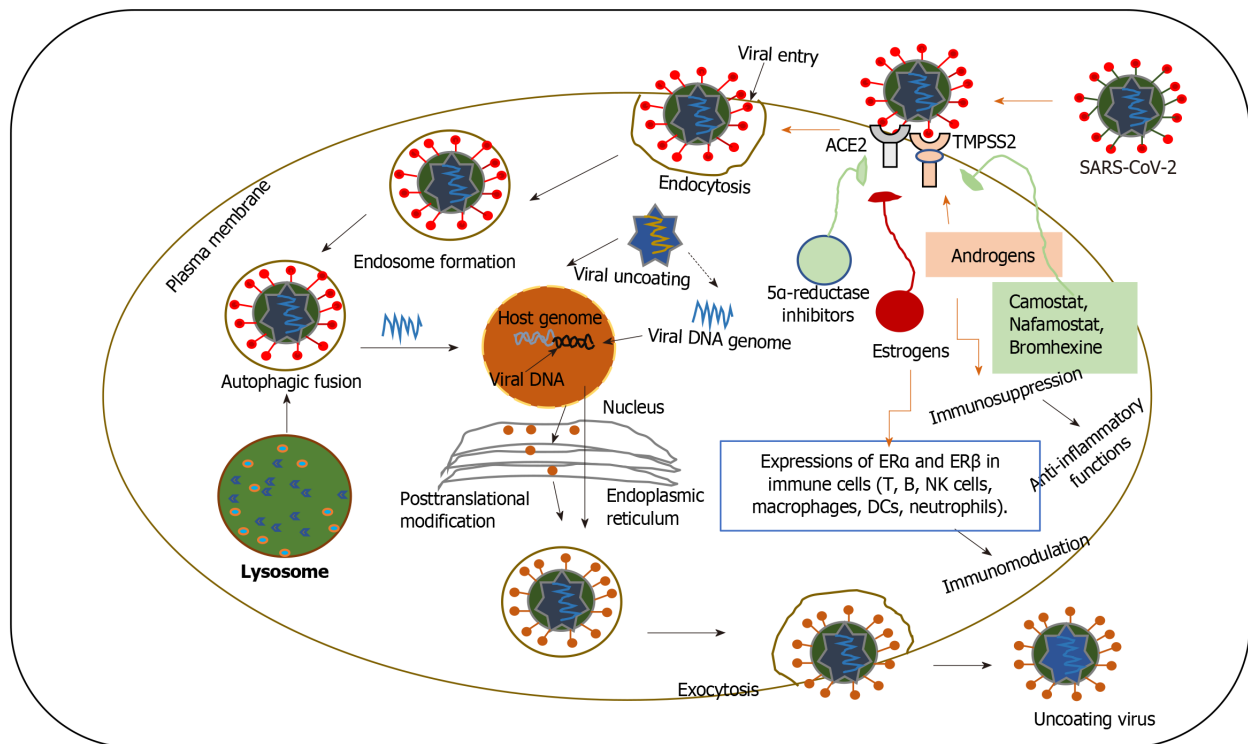 Viral entry
ACE2
TMPSS2
SARS-CoV-2
Endocytosis
Plasma membrane
Endosome formation
Viral uncoating
Androgens
5α-reductase
inhibitors
Camostat,
Nafamostat,
Bromhexine
Host genome
Viral DNA genome
Estrogens
Viral DNA
Autophagic fusion
Nucleus
Immunosuppression
Anti-inflammatory
functions
Expressions of ERα and ERβ in
immune cells (T, B, NK cells,
macrophages, DCs, neutrophils).
Posttranslational
modification
Endoplasmic
reticulum
Lysosome
Immunomodulation
Exocytosis
Uncoating virus